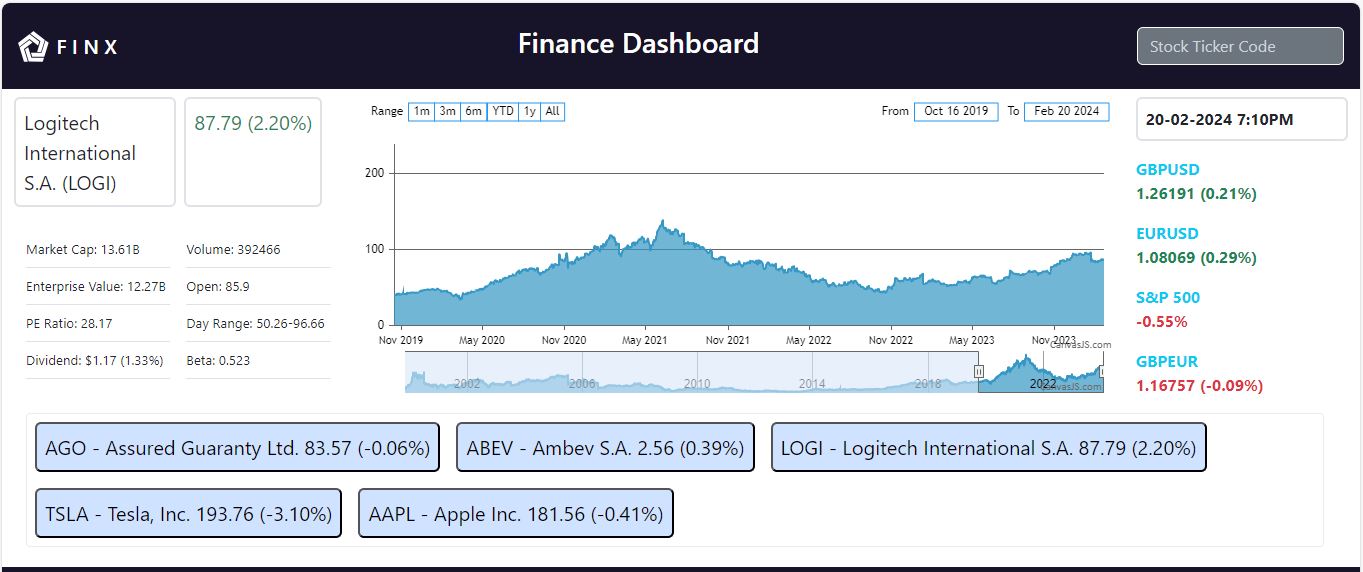 FINX
Finance Dashboard
Stock Ticker Code
Logitech
International
S.A. (LOGI)
87.79 (2.20%)
Market Cap: 13.61B
Volume: 392466
Enterprise Value: 12.27B
Open: 85.9
PE Ratio: 28.17
Day Range: 50.26-96.66
Dividend: $1.17 (1.33%)
Beta: 0.523
Range 1m 3m 6m YTD 1y All
From Oct 16 2019 To Feb 20 2024
200
100
0
Nov 2019 May 2020 Nov 2020 May 2021 Nov 2021 May 2022 Nov 2022 May 2023 Nov 2023
CanvasJS.com
2002 2006 2010 2014 2018 2022
CanvasJS.com
20-02-2024 7:10PM
GBPUSD
1.26191 (0.21%)
EURUSD
1.08069 (0.29%)
S&P 500
-0.55%
GBPEUR
1.16757 (-0.09%)
AGO - Assured Guaranty Ltd. 83.57 (-0.06%)
ABEV - Ambev S.A. 2.56 (0.39%)
LOGI - Logitech International S.A. 87.79 (2.20%)
TSLA - Tesla, Inc. 193.76 (-3.10%)
AAPL - Apple Inc. 181.56 (-0.41%)